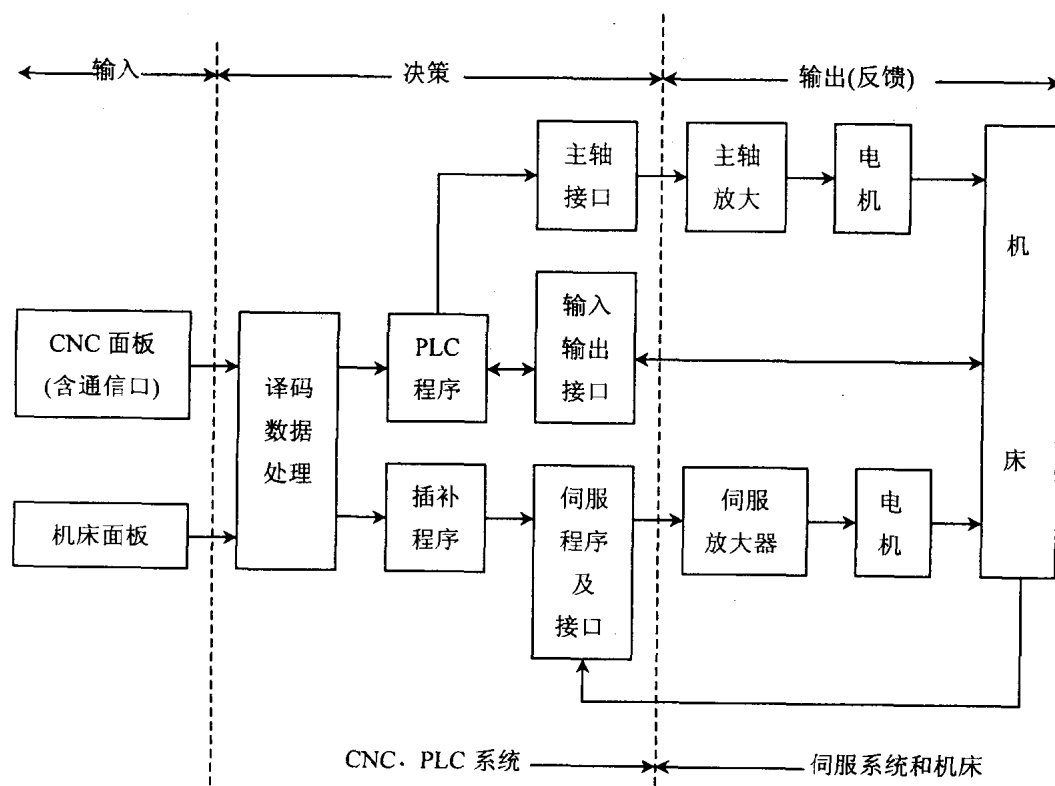 输入
决策
输出(反馈)
主轴
接口
主轴
放大
电
机
机
床
CNC 面板
(含通信口)
译码
数据
处理
PLC
程序
输入
输出
接口
机床面板
插补
程序
伺服
程序
及
接口
伺服
放大器
电
机
CNC、PLC 系统
伺服系统和机床